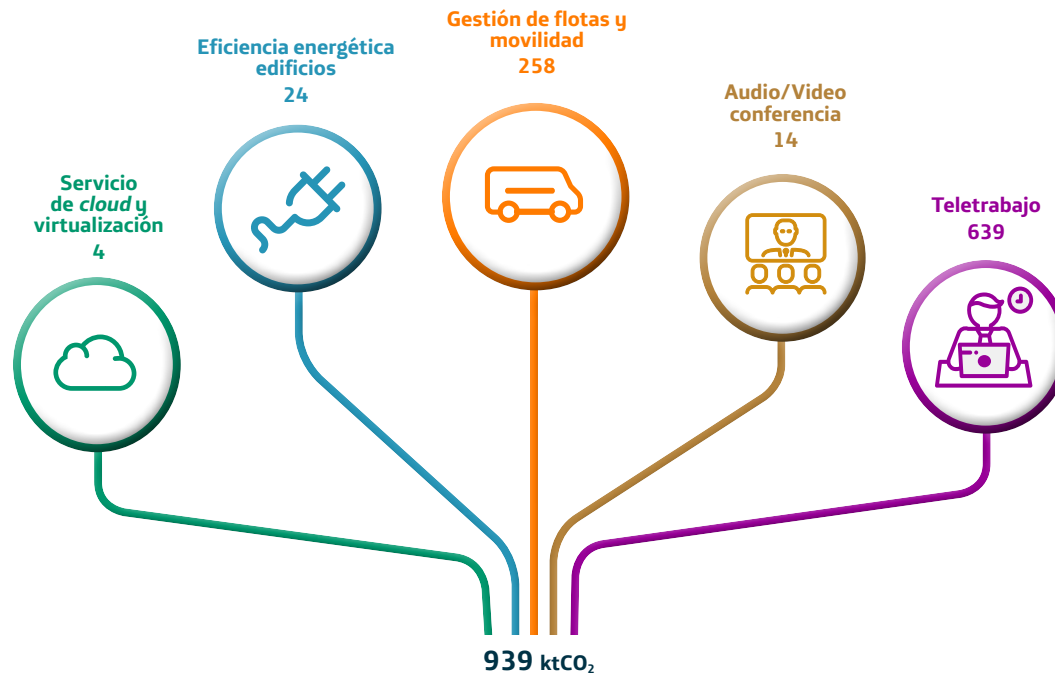 Servicio
de cloud y
virtualización
4
Eficiencia energética
edificios
24
Gestión de flotas y
movilidad
258
Audio/Video
conferencia
14
Teletrabajo
639
939 ktCO₂